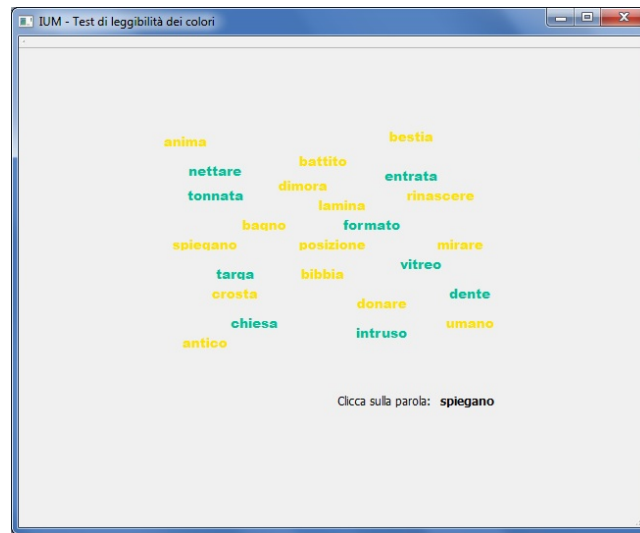 IUM - Test di leggibilità dei colori
bestia
anima
battito
nettare
entrata
dimora
tonnata
rinascere
lamina
bagno
formato
spiegano
posizione
mirare
vitreo
targa
bibbia
crosta
dente
donare
chiesa
umano
intruso
antico
Clicca sulla parola: spiegano